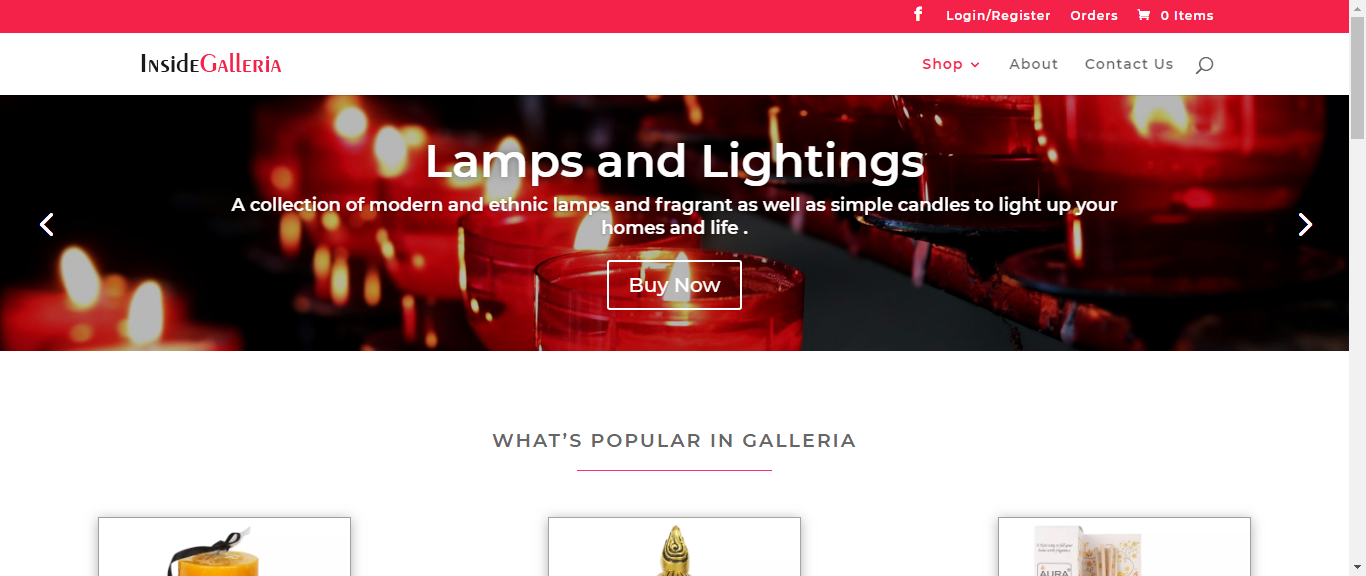 Login/Register Orders 0 Items
InsideGalleria
Shop About Contact Us
Lamps and Lightings
A collection of modern and ethnic lamps and fragrant as well as simple candles to light up your
homes and life .
Buy Now
WHAT’S POPULAR IN GALLERIA
AURA